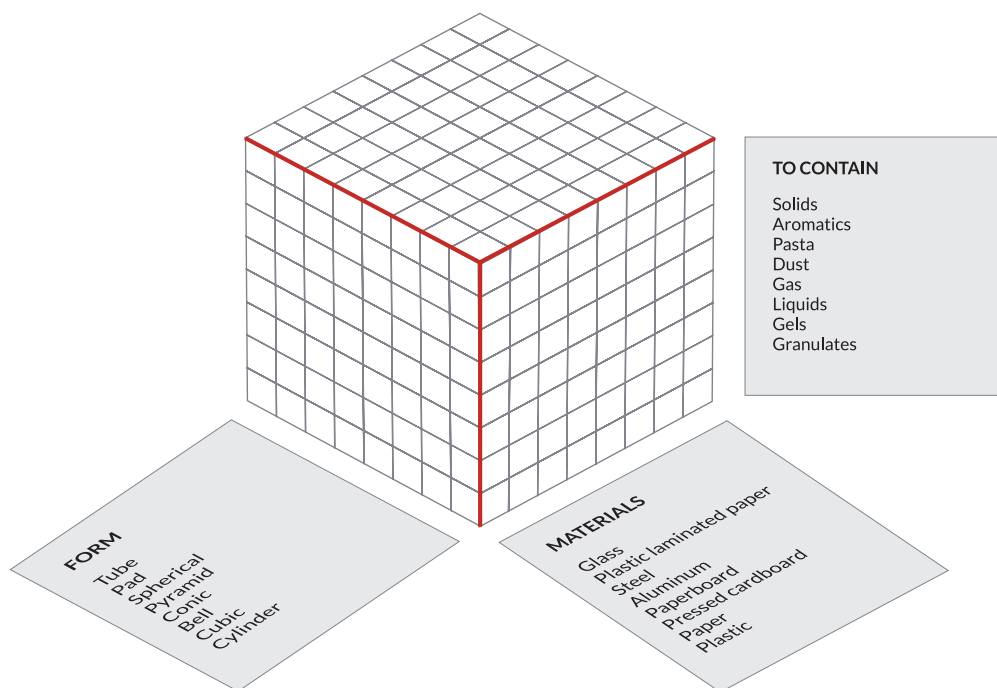 TO CONTAIN
Solids
Aromatics
Pasta
Dust
Gas
Liquids
Gels
Granulates
FORM
Tube
Pad
Spherical
Pyramid
Conic
Bell
Cubic
Cylinder
MATERIALS
Glass
Plastic laminated paper
Steel
Aluminum
Paperboard
Pressed cardboard
Paper
Plastic